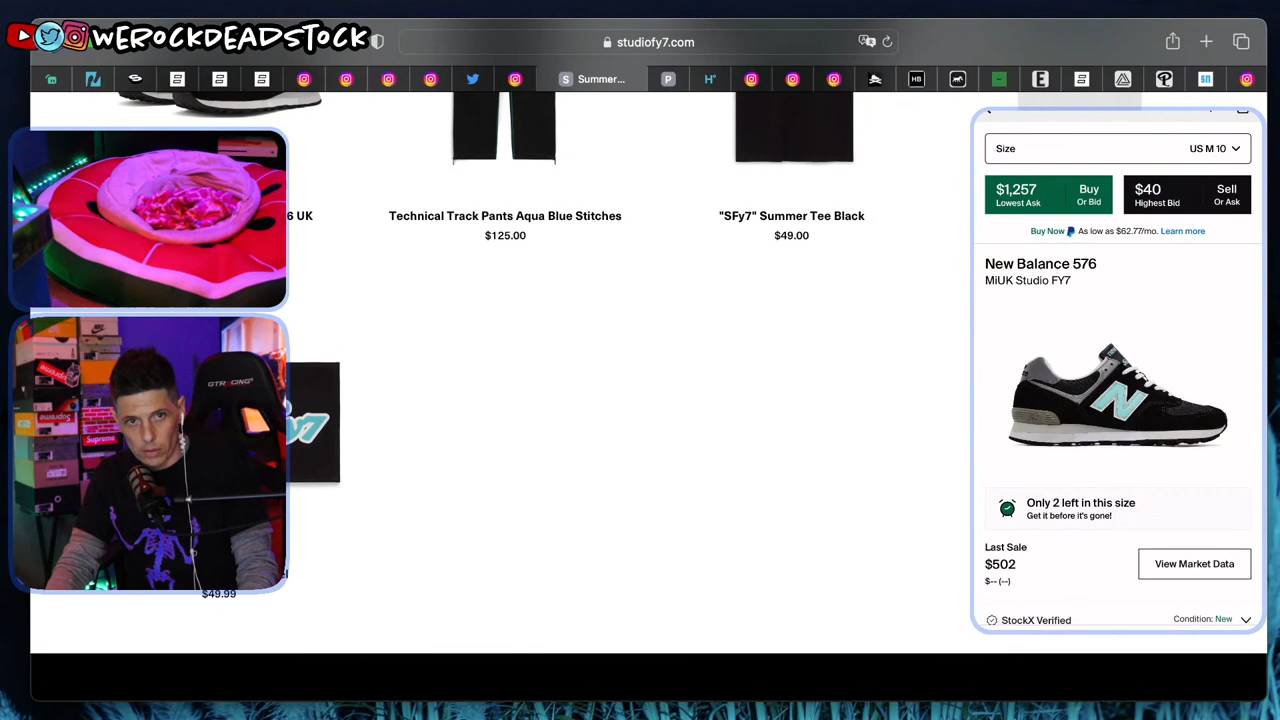 WEROCKDEADSTOCK
studiofy7.com
Summer...
6 UK
Technical Track Pants Aqua Blue Stitches
$125.00
"SFy7" Summer Tee Black
$49.00
$49.99
Size
US M 10
$1,257
Lowest Ask
Buy
Or Bid
$40
Highest Bid
Sell
Or Ask
Buy Now As low as $62.77/mo. Learn more
New Balance 576
MiUK Studio FY7
N
Only 2 left in this size
Get it before it's gone!
Last Sale
$502
$-- (--)
View Market Data
StockX Verified
Condition: New
GTRACING
Supreme
Supreme